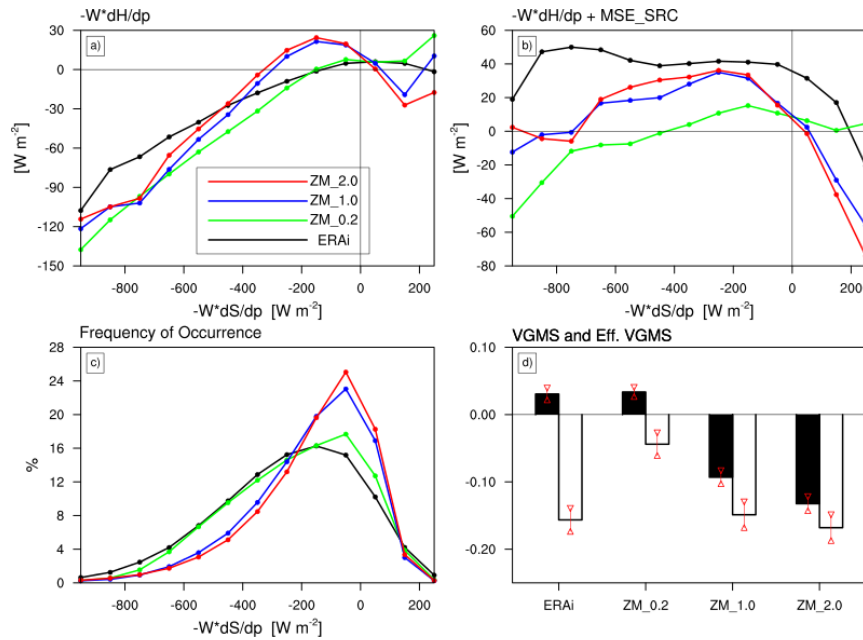 -W*dH/dp
a)
30
0
-30
-60
-90
-120
-150
[W m-2]
ZM_2.0
ZM_1.0
ZM_0.2
ERAi
-800 -600 -400 -200 0 200
-W*dS/dp [W m-2]
-W*dH/dp + MSE_SRC
b)
60
40
20
0
-20
-40
-60
-80
[W m-2]
-800 -600 -400 -200 0 200
-W*dS/dp [W m-2]
Frequency of Occurrence
c)
28
24
20
16
12
8
4
0
%
-800 -600 -400 -200 0 200
-W*dS/dp [W m-2]
VGMS and Eff. VGMS
d)
0.10
0.00
-0.10
-0.20
ERAi ZM_0.2 ZM_1.0 ZM_2.0